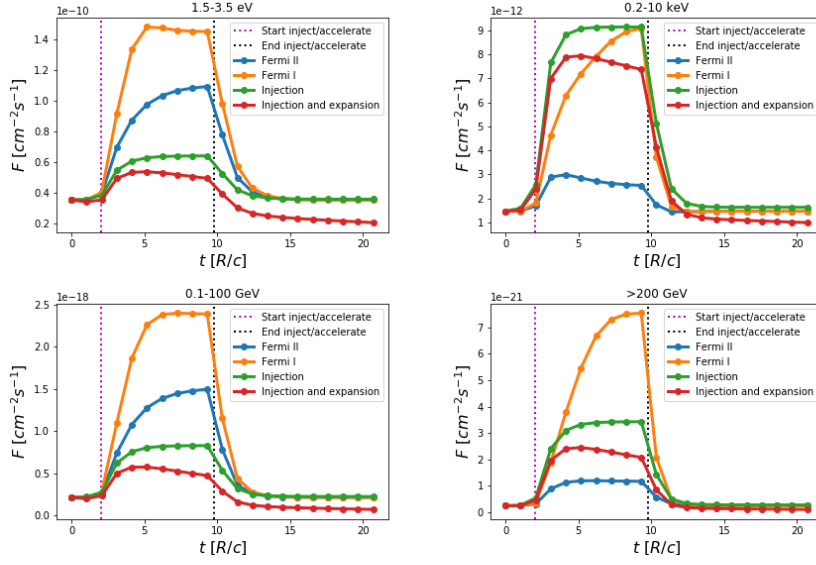 1.5-3.5 eV
1e−10
F [cm⁻²s⁻¹]
1.4
1.2
1.0
0.8
0.6
0.4
0.2
0
5
10
15
20
t [R/c]
Start inject/accelerate
End inject/accelerate
Fermi II
Fermi I
Injection
Injection and expansion
0.2-10 keV
1e−12
F [cm⁻²s⁻¹]
9
8
7
6
5
4
3
2
1
0
5
10
15
20
t [R/c]
Start inject/accelerate
End inject/accelerate
Fermi II
Fermi I
Injection
Injection and expansion
0.1-100 GeV
1e−18
F [cm⁻²s⁻¹]
2.5
2.0
1.5
1.0
0.5
0.0
0
5
10
15
20
t [R/c]
Start inject/accelerate
End inject/accelerate
Fermi II
Fermi I
Injection
Injection and expansion
>200 GeV
1e−21
F [cm⁻²s⁻¹]
7
6
5
4
3
2
1
0
0
5
10
15
20
t [R/c]
Start inject/accelerate
End inject/accelerate
Fermi II
Fermi I
Injection
Injection and expansion